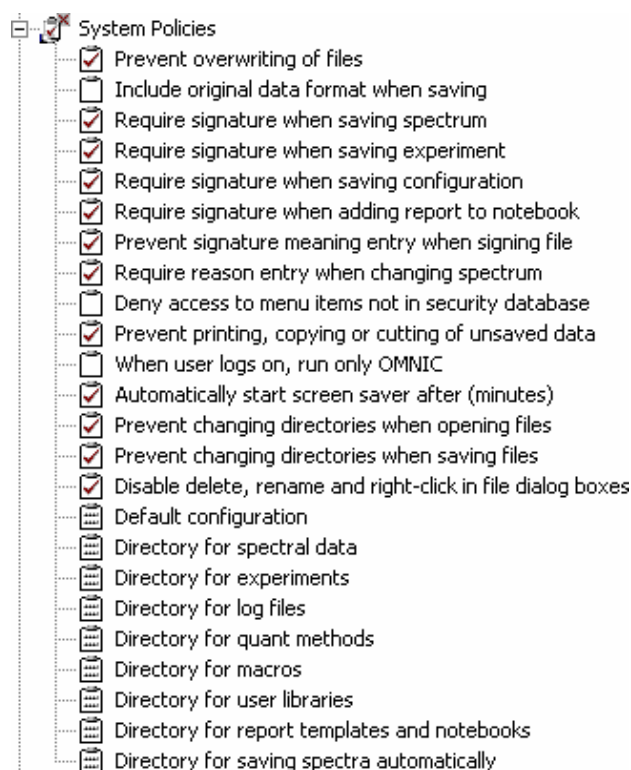 System Policies
Prevent overwriting of files
Include original data format when saving
Require signature when saving spectrum
Require signature when saving experiment
Require signature when saving configuration
Require signature when adding report to notebook
Prevent signature meaning entry when signing file
Require reason entry when changing spectrum
Deny access to menu items not in security database
Prevent printing, copying or cutting of unsaved data
When user logs on, run only OMNIC
Automatically start screen saver after (minutes)
Prevent changing directories when opening files
Prevent changing directories when saving files
Disable delete, rename and right-click in file dialog boxes
Default configuration
Directory for spectral data
Directory for experiments
Directory for log files
Directory for quant methods
Directory for macros
Directory for user libraries
Directory for report templates and notebooks
Directory for saving spectra automatically